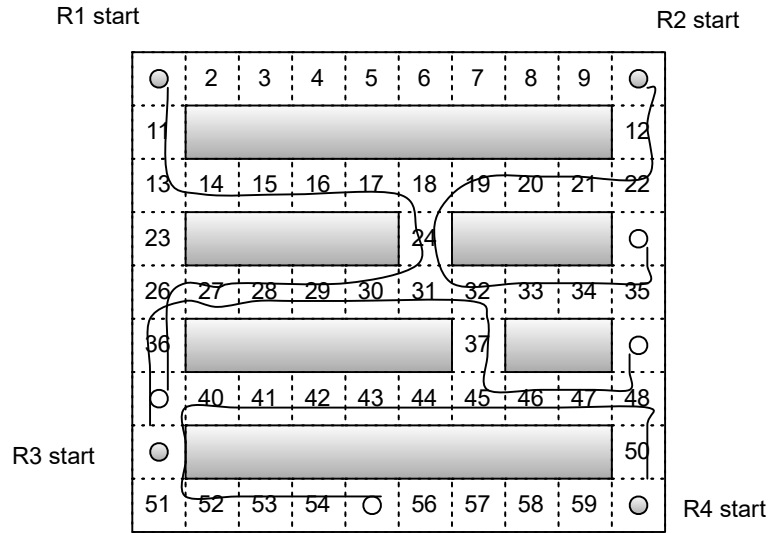 R1 start R2 start
2 3 4 5 6 7 8 9
11 12
13 14 15 16 17 18 19 20 21 22
23 24
26 27 28 29 30 31 32 33 34 35
36 37
40 41 42 43 44 45 46 47 48
R3 start 50
51 52 53 54 56 57 58 59 R4 start